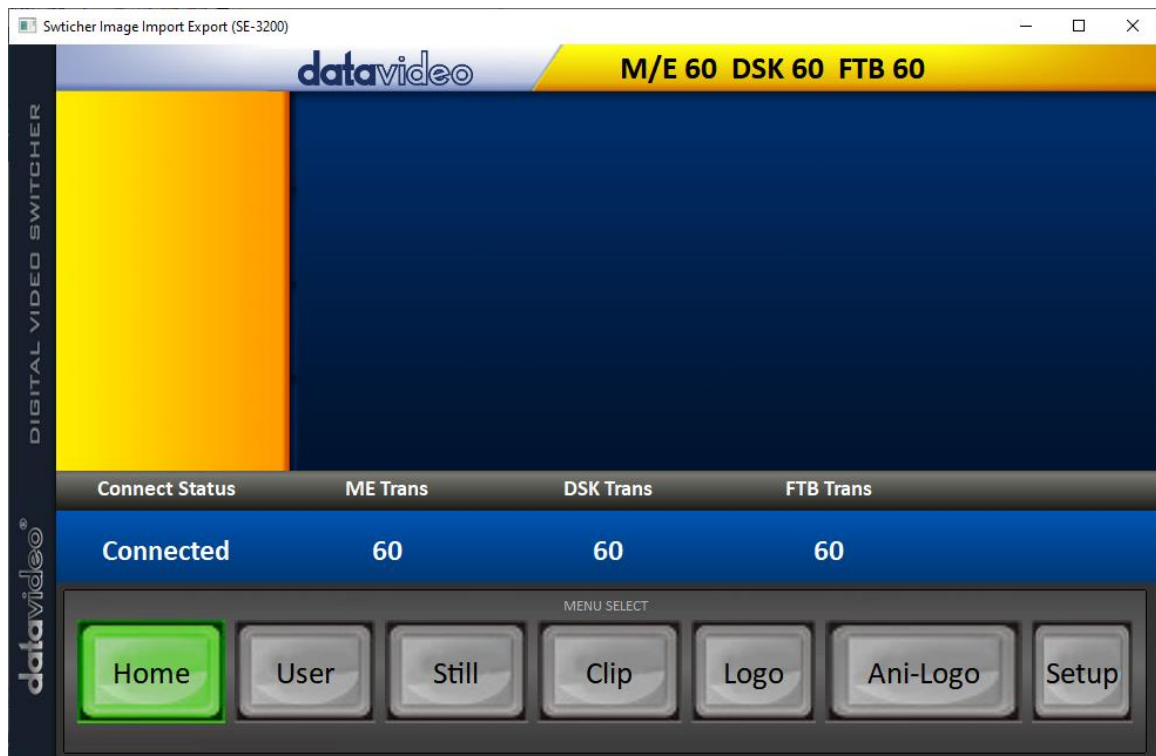 Swticher Image Import Export (SE-3200)
datavideo
M/E 60 DSK 60 FTB 60
DIGITAL VIDEO SWITCHER
datavideo®
Connect Status ME Trans DSK Trans FTB Trans
Connected 60 60 60
MENU SELECT
Home User Still Clip Logo Ani-Logo Setup